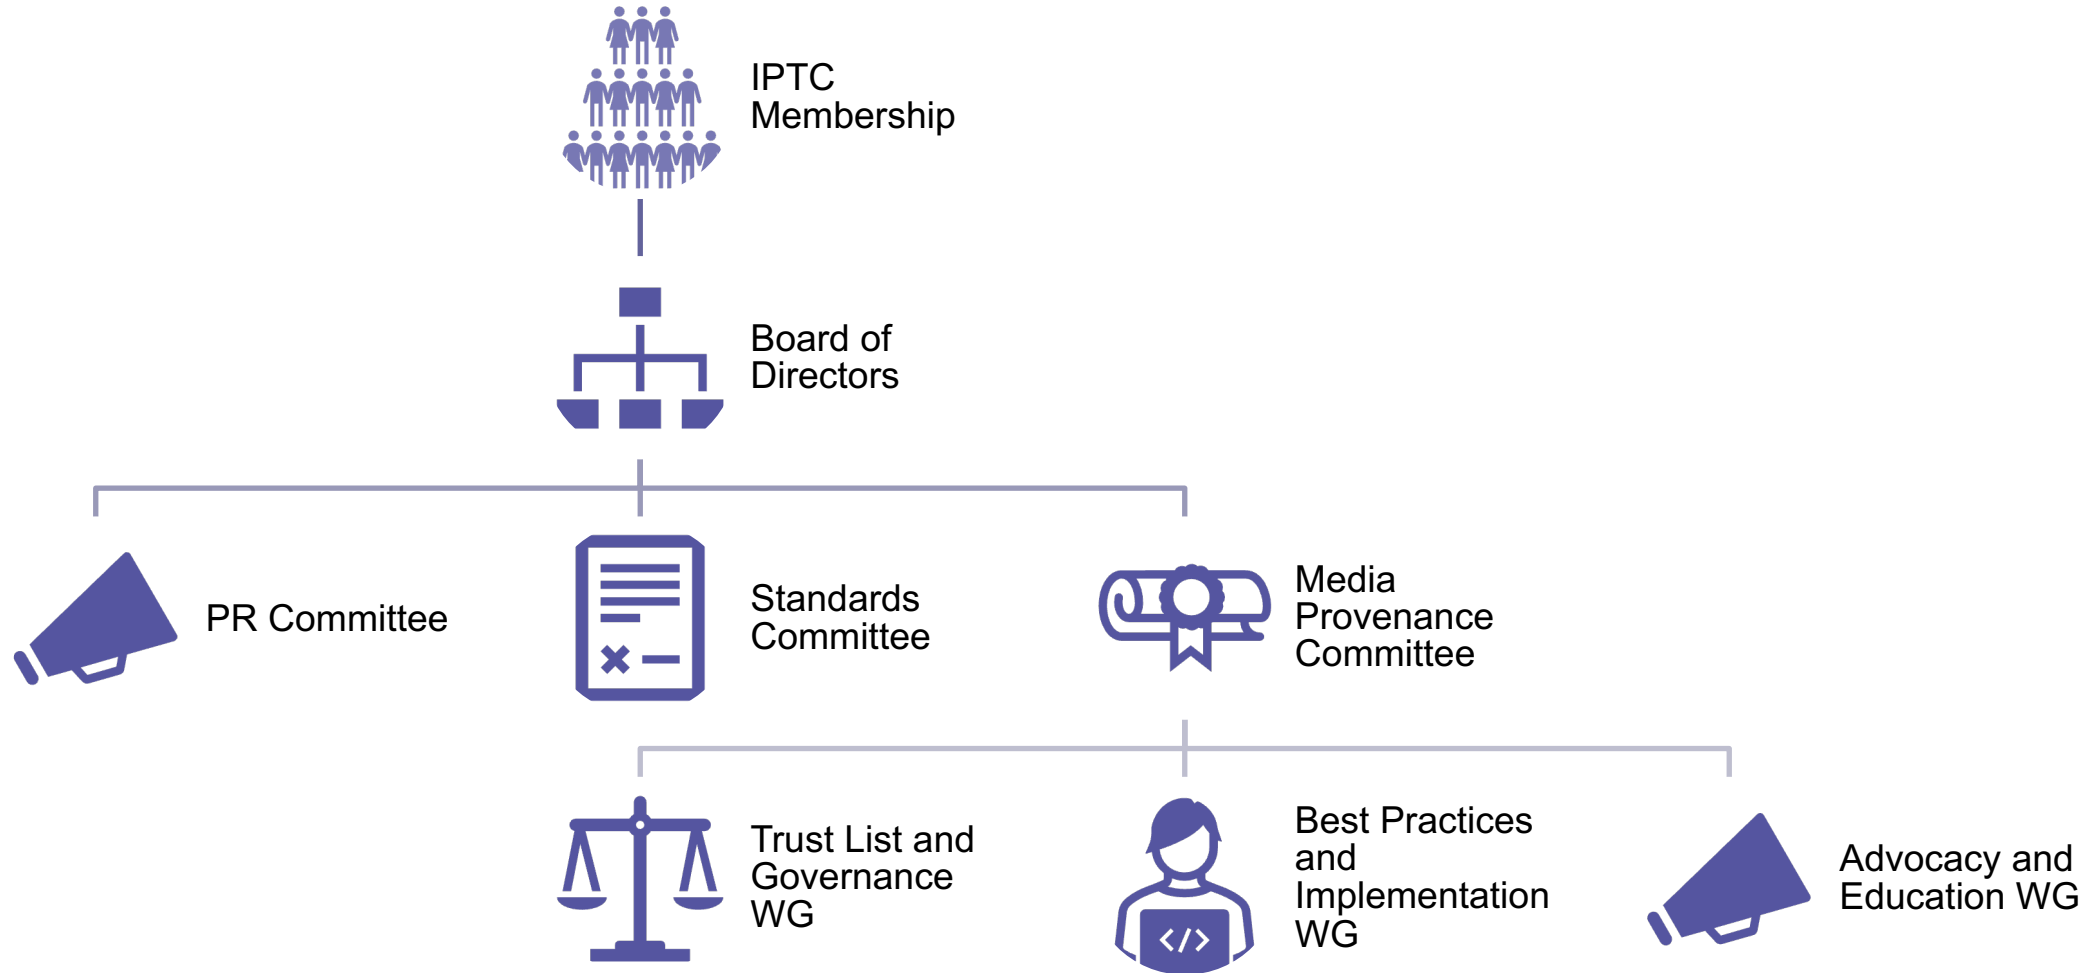 IPTC
Membership
Board of
Directors
PR Committee
Standards
Committee
Media
Provenance
Committee
Trust List and
Governance
WG
Best Practices
and
Implementation
WG
</>
Advocacy and
Education WG